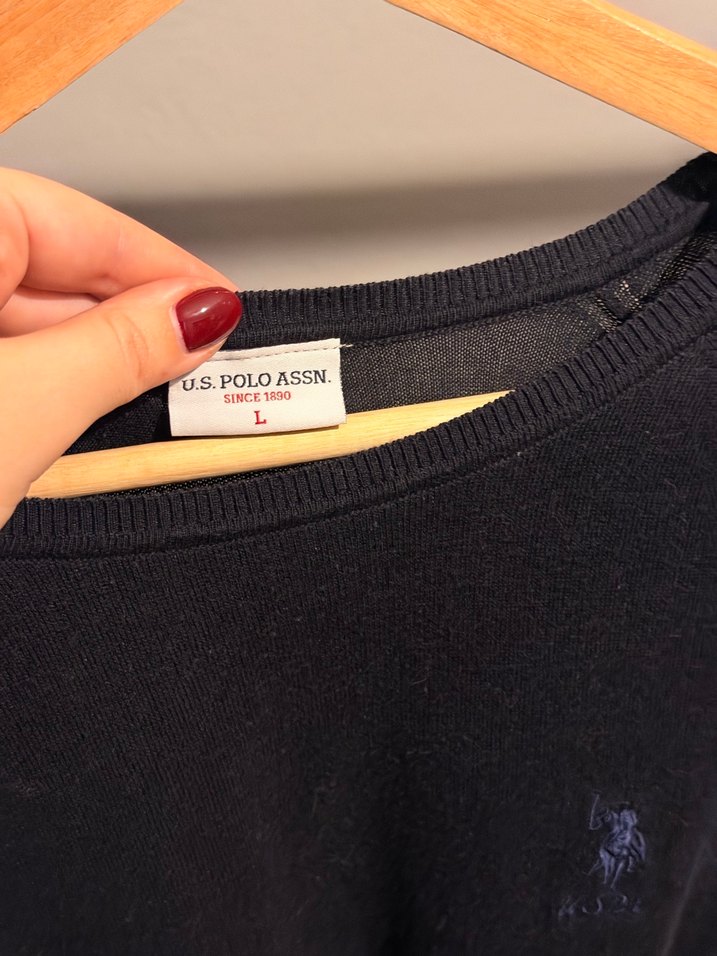 U.S. POLO ASSN.
SINCE 1890
L